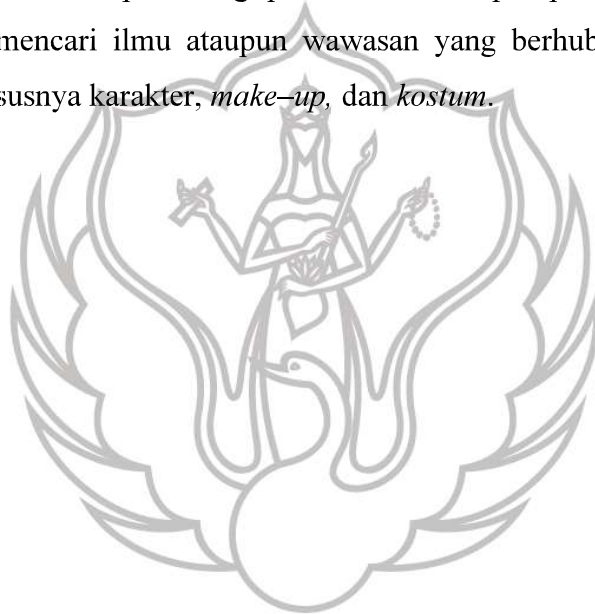 mencari ilmu ataupun wawasan yang berhub
susnya karakter, make–up, dan kostum.